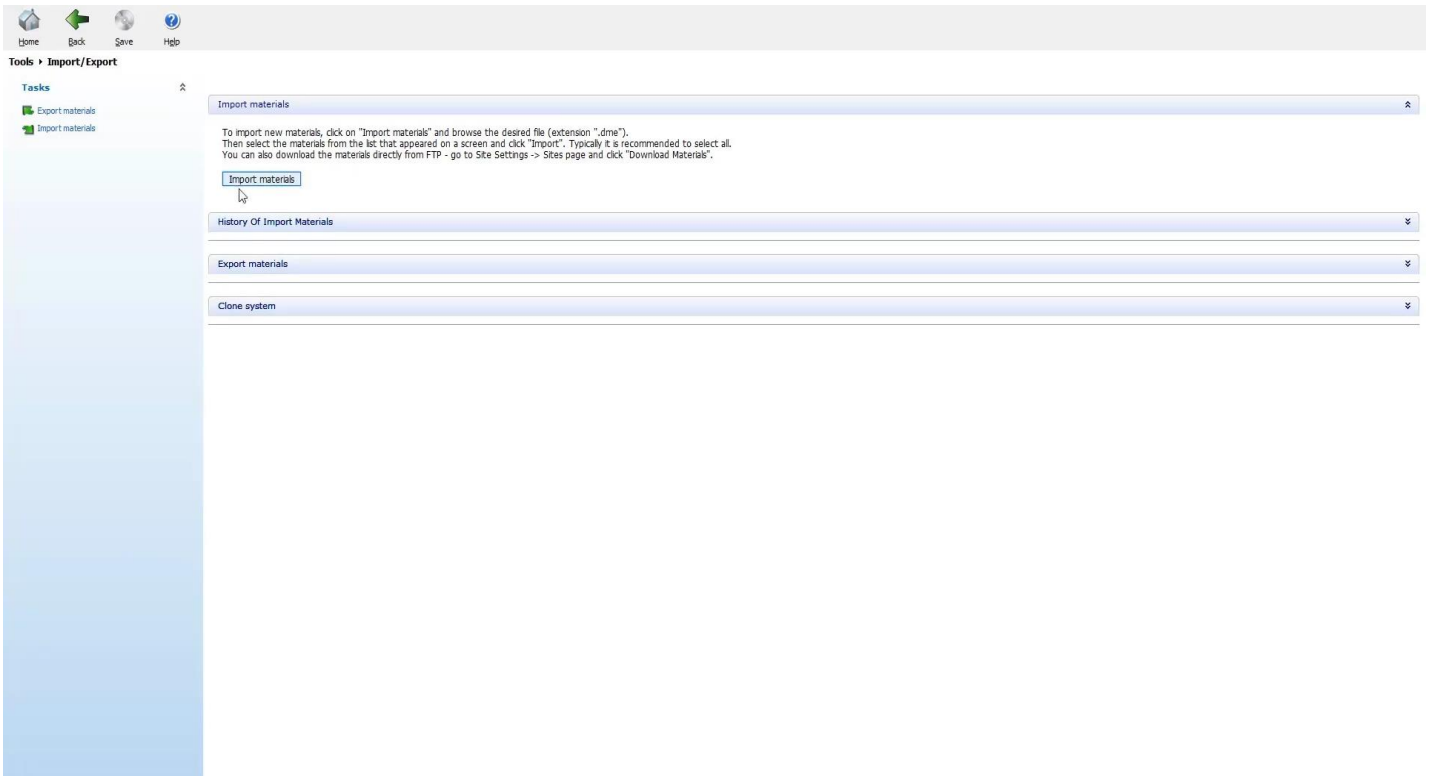 Home Back Save Help
Tools ▸ Import/Export
Tasks
Export materials
Import materials
Import materials
To import new materials, click on "Import materials" and browse the desired file (extension ".dme").
Then select the materials from the list that appeared on a screen and click "Import". Typically it is recommended to select all.
You can also download the materials directly from FTP - go to Site Settings -> Sites page and click "Download Materials".
Import materials
History Of Import Materials
Export materials
Clone system